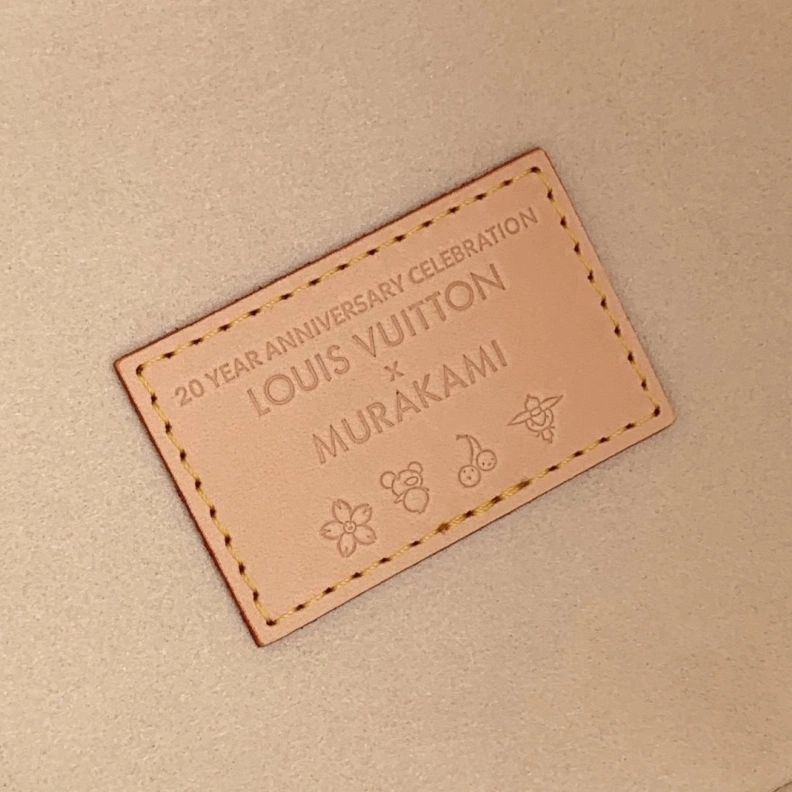 20 YEAR ANNIVERSARY CELEBRATION
LOUIS VUITTON
x
MURAKAMI